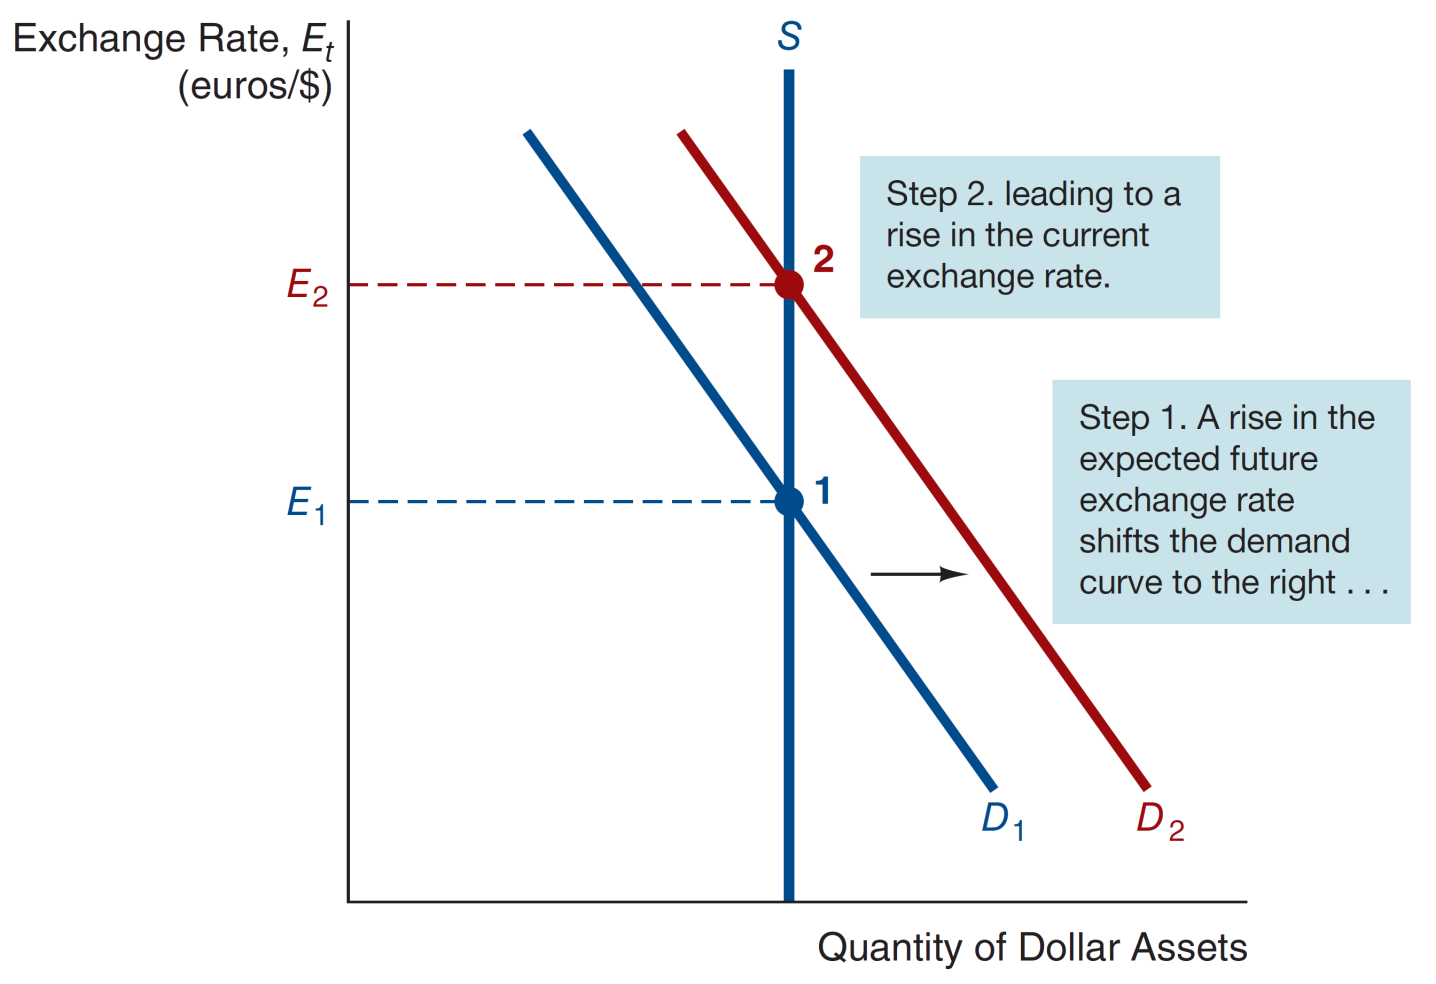 Exchange Rate, Eₜ
(euros/$)
S
Step 2. leading to a
rise in the current
exchange rate.
2
E₂
Step 1. A rise in the
expected future
exchange rate
shifts the demand
curve to the right . . .
1
E₁
D₁
D₂
Quantity of Dollar Assets